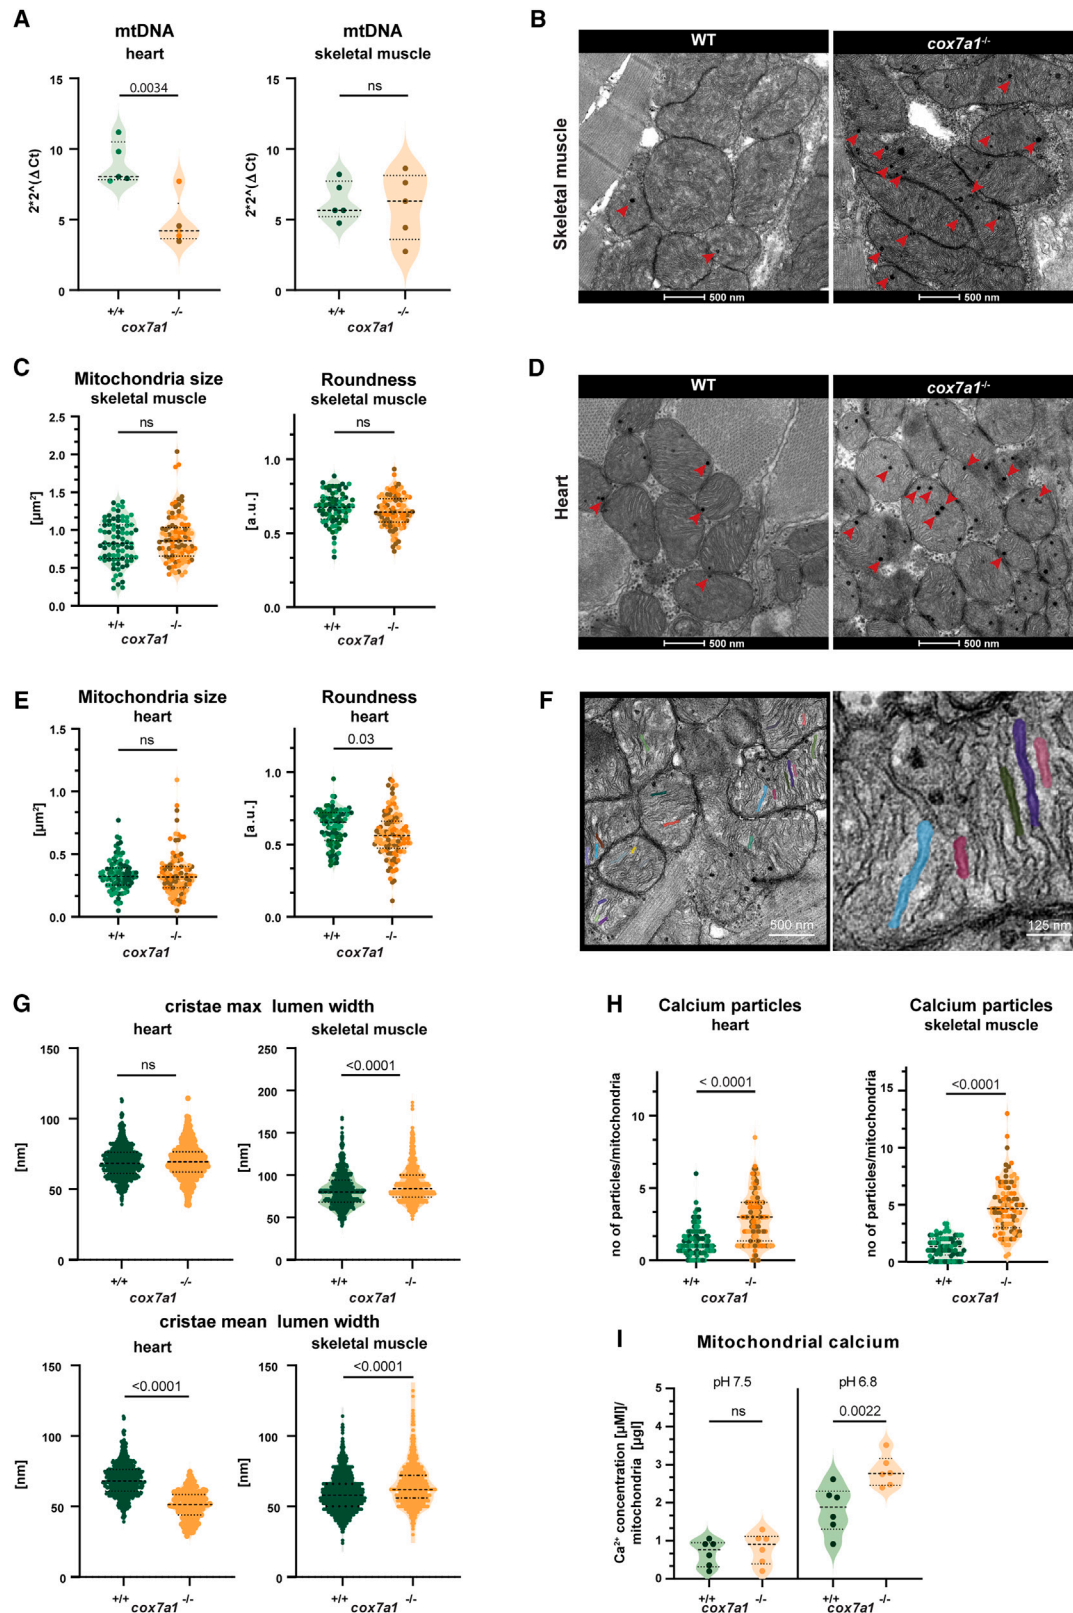 A
mtDNA
heart
mtDNA
skeletal muscle
2*2^(Δ Ct)
15
10
5
0
0.0034
+/+
-/-
cox7a1
2*2^(Δ Ct)
15
10
5
0
ns
+/+
-/-
B
WT
cox7a1-/-
Skeletal muscle
500 nm
500 nm
C
Mitochondria size
skeletal muscle
Roundness
skeletal muscle
[µm²]
2.5
2.0
1.5
1.0
0.5
0.0
ns
+/+
-/-
cox7a1
[a.u.]
1.0
0.5
0.0
ns
+/+
-/-
cox7a1
D
WT
cox7a1-/-
Heart
500 nm
500 nm
E
Mitochondria size
heart
Roundness
heart
[µm²]
1.5
1.0
0.5
0.0
ns
+/+
-/-
cox7a1
[a.u.]
1.0
0.5
0.0
0.03
+/+
-/-
cox7a1
F
500 nm
125 nm
G
cristae max lumen width
heart
skeletal muscle
[nm]
150
100
50
0
ns
+/+
-/-
cox7a1
[nm]
250
200
150
100
50
0
<0.0001
+/+
-/-
cristae mean lumen width
heart
skeletal muscle
[nm]
150
100
50
0
<0.0001
+/+
-/-
cox7a1
[nm]
150
100
50
0
<0.0001
+/+
-/-
H
Calcium particles
heart
Calcium particles
skeletal muscle
no of particles/mitochondria
10
5
0
< 0.0001
+/+
-/-
cox7a1
no of particles/mitochondria
15
10
5
0
<0.0001
+/+
-/-
cox7a1
I
Mitochondrial calcium
pH 7.5
pH 6.8
Ca²⁺ concentration [µMl]/
mitochondria [µgl]
5
4
3
2
1
0
ns
0.0022
+/+
-/-
+/+
-/-
cox7a1
cox7a1